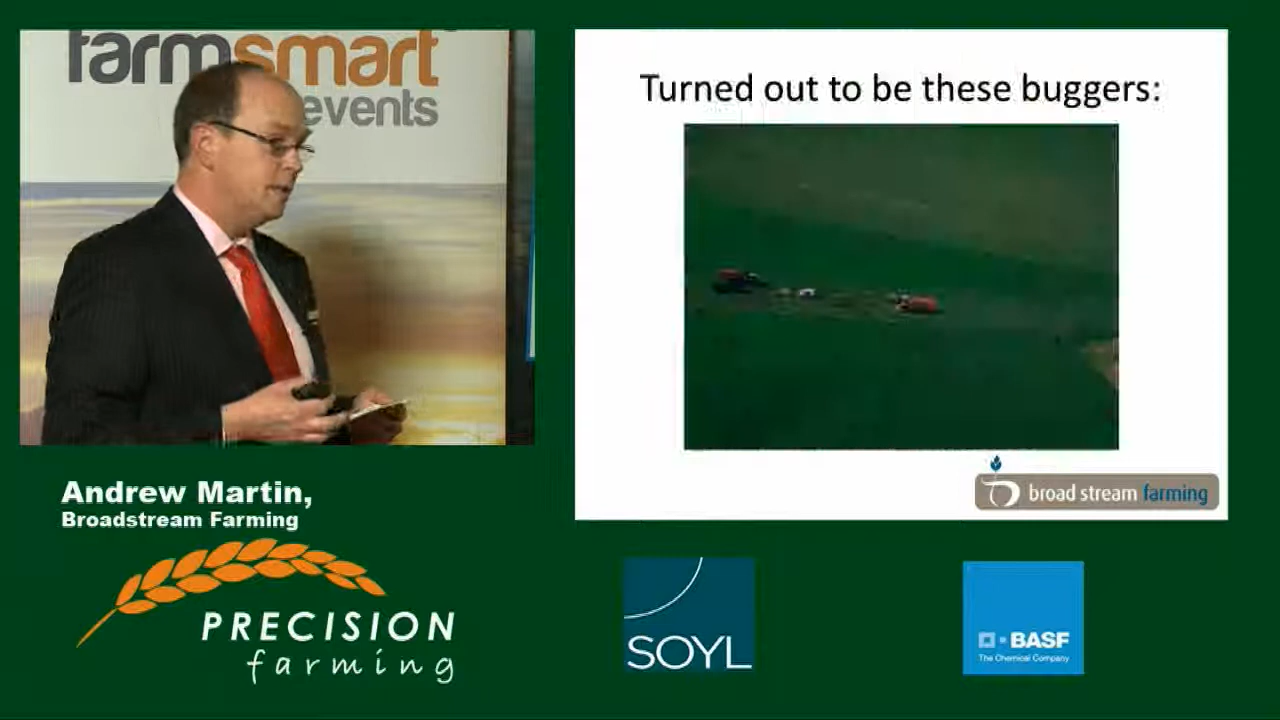 farmsmart
events
Turned out to be these buggers:
broad stream farming
Andrew Martin,
Broadstream Farming
PRECISION
farming
SOYL
BASF
The Chemical Company